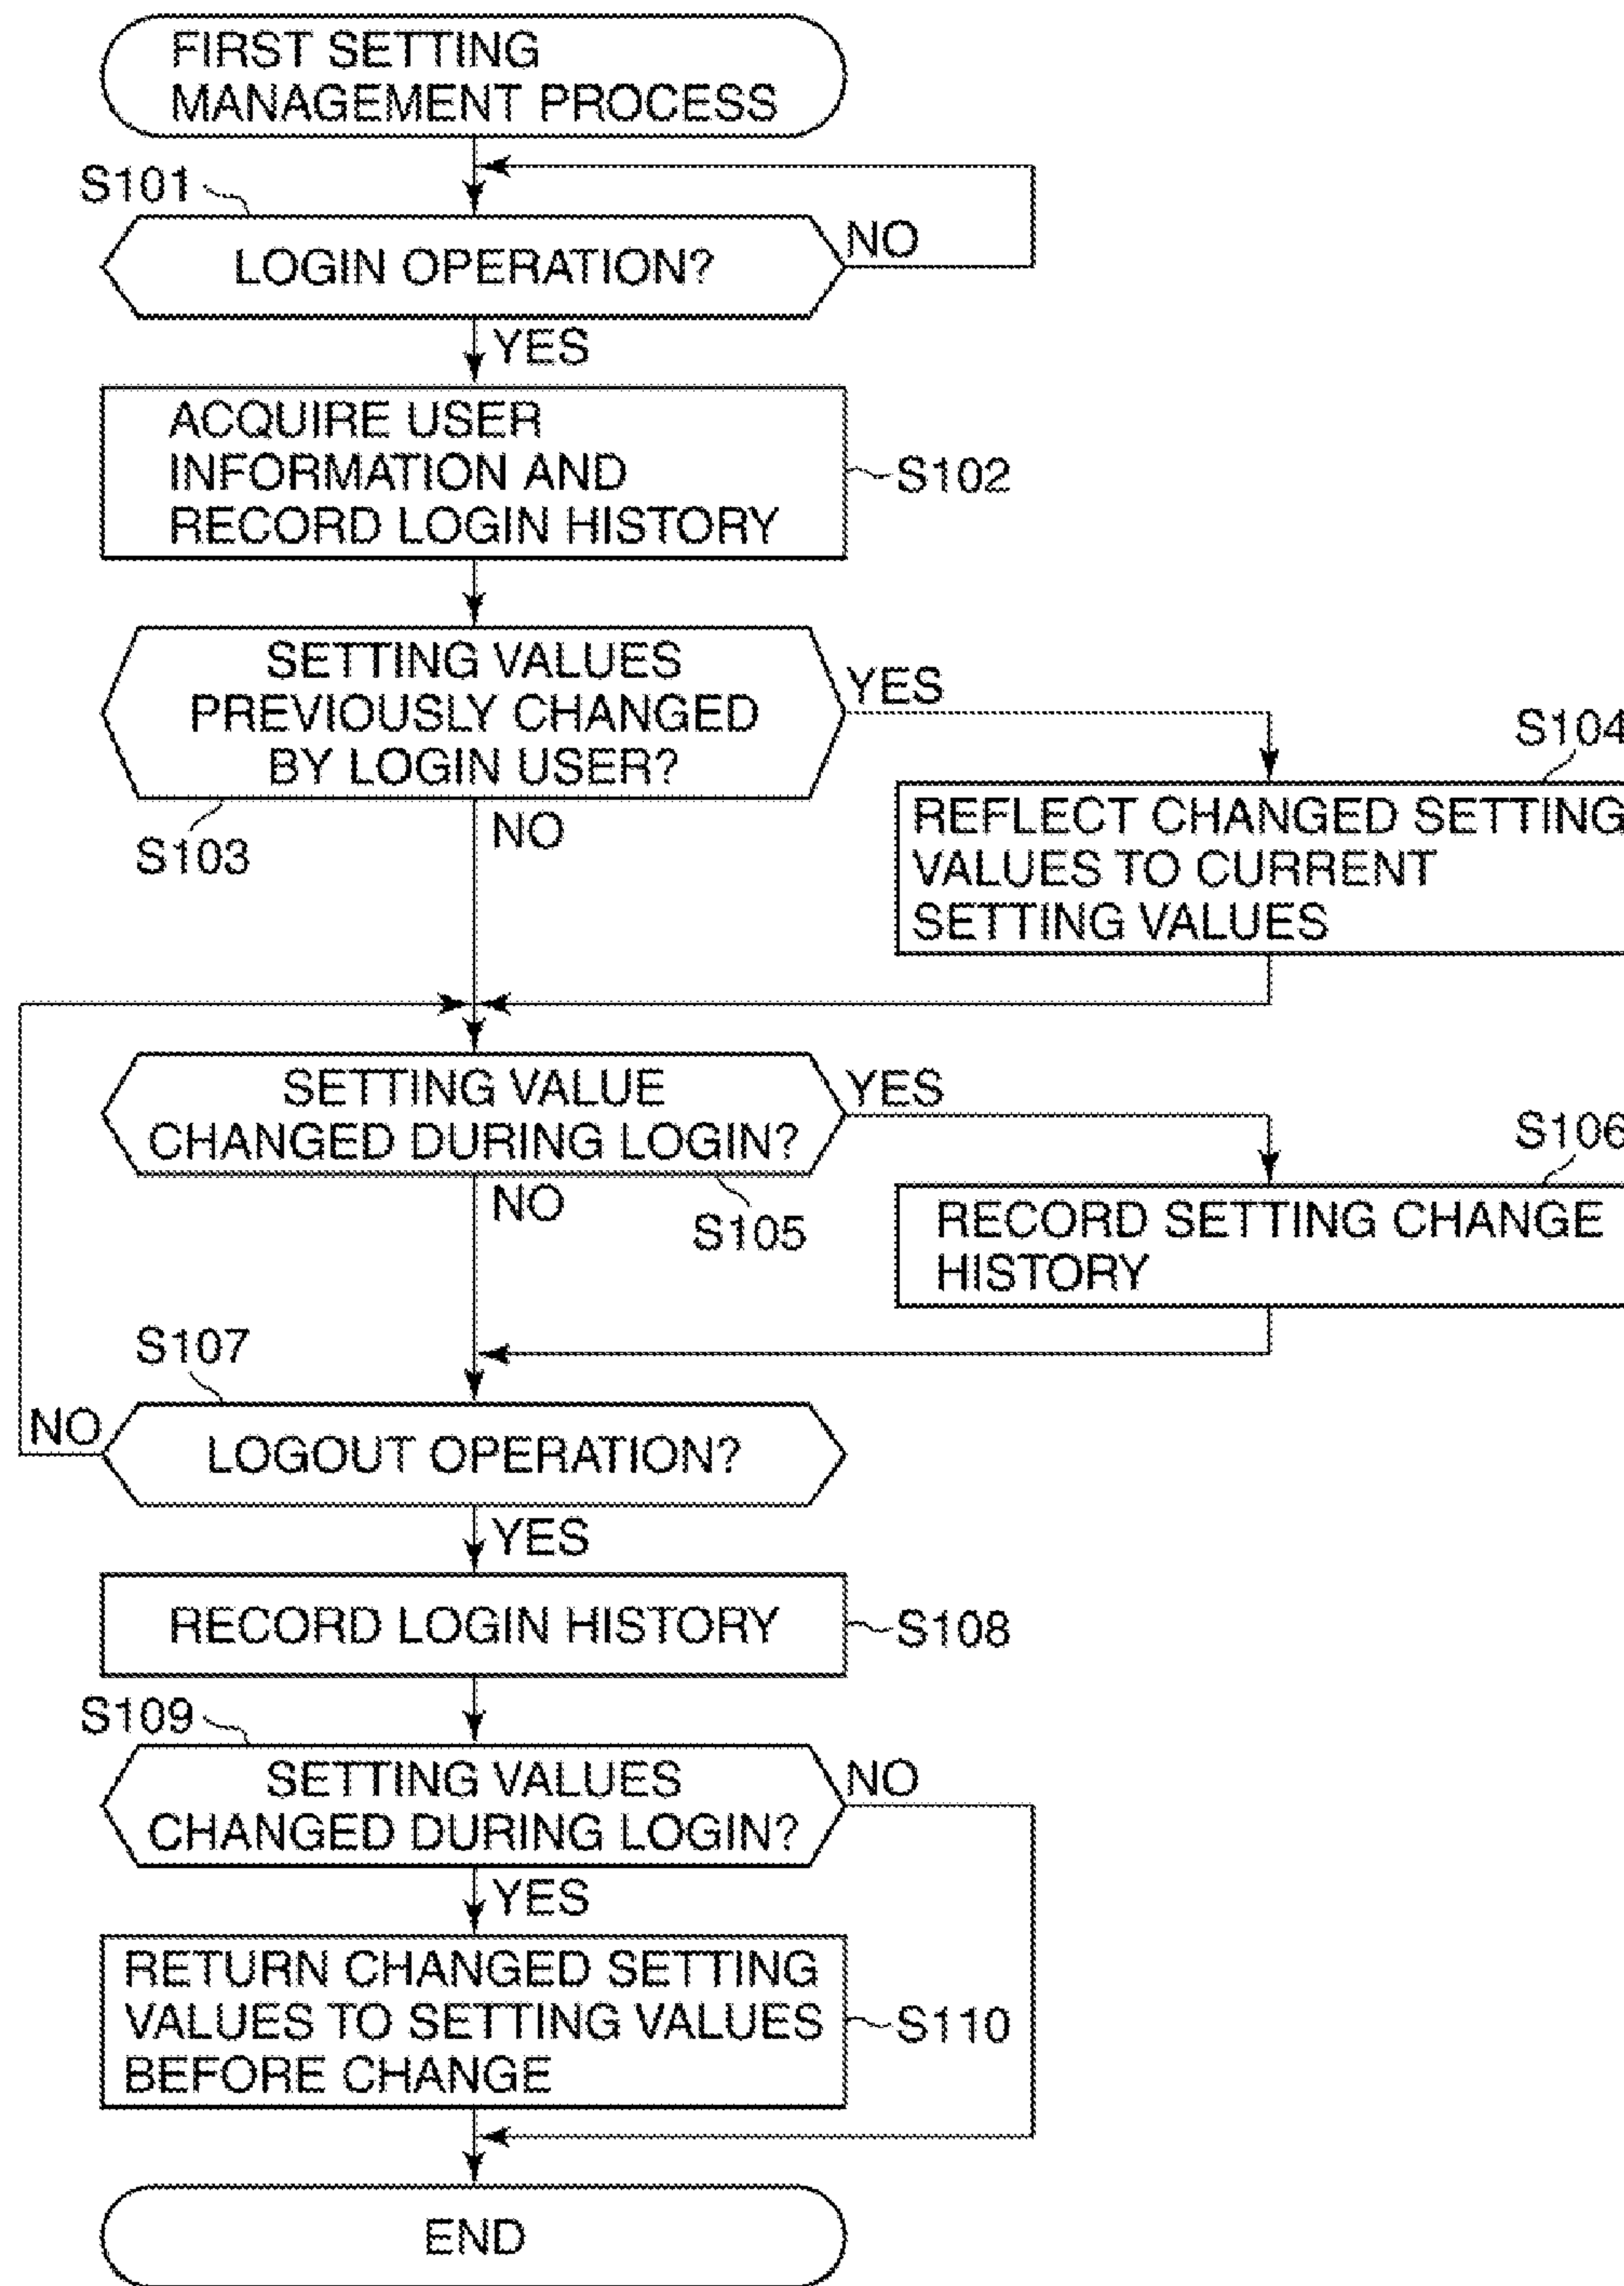 FIRST SETTING
MANAGEMENT PROCESS
S101
LOGIN OPERATION?
NO
YES
ACQUIRE USER
INFORMATION AND
RECORD LOGIN HISTORY
S102
SETTING VALUES
PREVIOUSLY CHANGED
BY LOGIN USER?
YES
S103
NO
S104
REFLECT CHANGED SETTING
VALUES TO CURRENT
SETTING VALUES
SETTING VALUE
CHANGED DURING LOGIN?
YES
NO
S105
S106
RECORD SETTING CHANGE
HISTORY
S107
NO
LOGOUT OPERATION?
YES
RECORD LOGIN HISTORY
S108
S109
SETTING VALUES
CHANGED DURING LOGIN?
NO
YES
RETURN CHANGED SETTING
VALUES TO SETTING VALUES
BEFORE CHANGE
S110
END